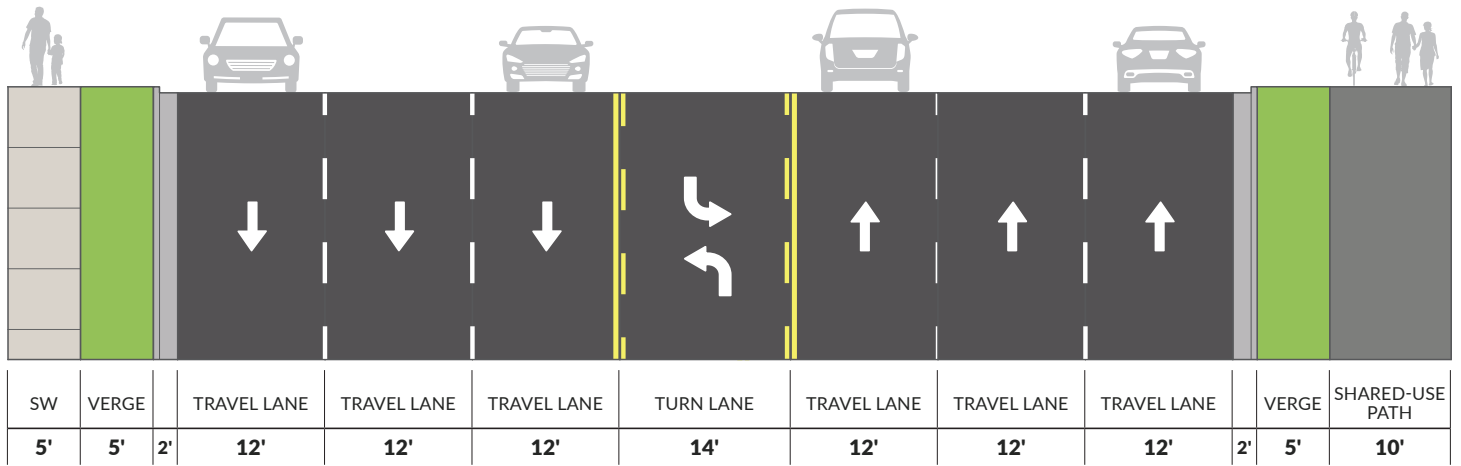 SW VERGE TRAVEL LANE TRAVEL LANE TRAVEL LANE TURN LANE TRAVEL LANE TRAVEL LANE TRAVEL LANE VERGE SHARED-USE
PATH
5' 5' 2' 12' 12' 12' 14' 12' 12' 12' 2' 5' 10'